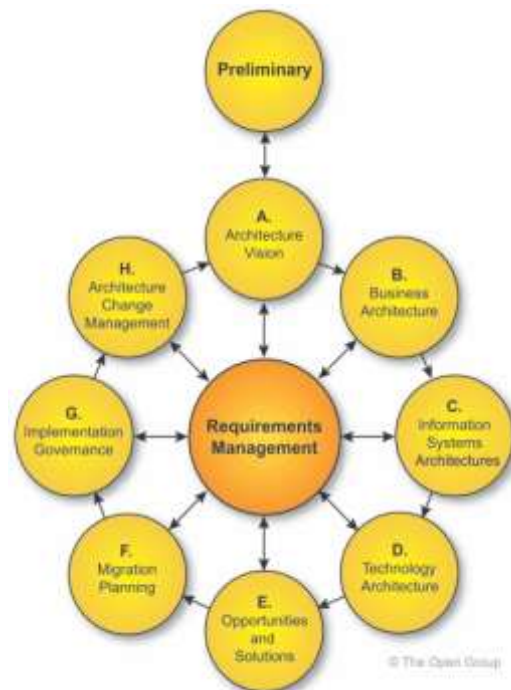 Preliminary
A.
Architecture
Vision
B.
Business
Architecture
C.
Information
Systems
Architectures
D.
Technology
Architecture
E.
Opportunities
and
Solutions
F.
Migration
Planning
G.
Implementation
Governance
H.
Architecture
Change
Management
Requirements
Management
© The Open Group